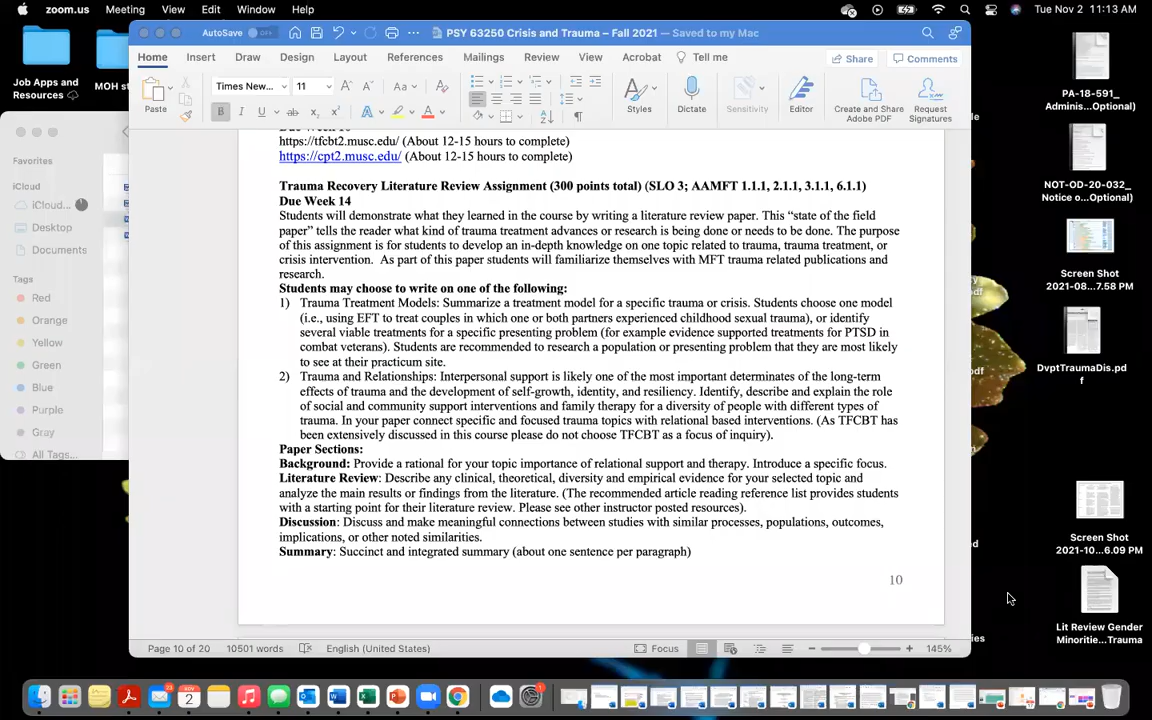 zoom.us Meeting View Edit Window Help Tue Nov 2 11:13 AM
AutoSave OFF PSY 63250 Crisis and Trauma – Fall 2021 — Saved to my Mac
Home Insert Draw Design Layout References Mailings Review View Acrobat Tell me Share Comments
Times New... 11
Paste Styles Dictate Sensitivity Editor Create and Share Adobe PDF Request Signatures
Job Apps and Resources
MOH st
Favorites
iCloud
iCloud...
Desktop
Documents
Tags
Red
Orange
Yellow
Green
Blue
Purple
Gray
All Tags...
https://tfcbt2.musc.edu/ (About 12-15 hours to complete)
https://cpt2.musc.edu/ (About 12-15 hours to complete)
Trauma Recovery Literature Review Assignment (300 points total) (SLO 3; AAMFT 1.1.1, 2.1.1, 3.1.1, 6.1.1)
Due Week 14
Students will demonstrate what they learned in the course by writing a literature review paper. This “state of the field
paper” tells the reader what kind of trauma treatment advances or research is being done or needs to be done. The purpose
of this assignment is for students to develop an in-depth knowledge on one topic related to trauma, trauma treatment, or
crisis intervention. As part of this paper students will familiarize themselves with MFT trauma related publications and
research.
Students may choose to write on one of the following:
1) Trauma Treatment Models: Summarize a treatment model for a specific trauma or crisis. Students choose one model
(i.e., using EFT to treat couples in which one or both partners experienced childhood sexual trauma), or identify
several viable treatments for a specific presenting problem (for example evidence supported treatments for PTSD in
combat veterans). Students are recommended to research a population or presenting problem that they are most likely
to see at their practicum site.
2) Trauma and Relationships: Interpersonal support is likely one of the most important determinates of the long-term
effects of trauma and the development of self-growth, identity, and resiliency. Identify, describe and explain the role
of social and community support interventions and family therapy for a diversity of people with different types of
trauma. In your paper connect specific and focused trauma topics with relational based interventions. (As TFCBT has
been extensively discussed in this course please do not choose TFCBT as a focus of inquiry).
Paper Sections:
Background: Provide a rational for your topic importance of relational support and therapy. Introduce a specific focus.
Literature Review: Describe any clinical, theoretical, diversity and empirical evidence for your selected topic and
analyze the main results or findings from the literature. (The recommended article reading reference list provides students
with a starting point for their literature review. Please see other instructor posted resources).
Discussion: Discuss and make meaningful connections between studies with similar processes, populations, outcomes,
implications, or other noted similarities.
Summary: Succinct and integrated summary (about one sentence per paragraph)
10
Page 10 of 20 10501 words English (United States) Focus 145%
PA-18-591_
Adminis...Optional)
NOT-OD-20-032_
Notice o...Optional)
Screen Shot
2021-08...7.58 PM
DvptTraumaDis.pd
f
Screen Shot
2021-10...6.09 PM
Lit Review Gender
Minoritie...Trauma